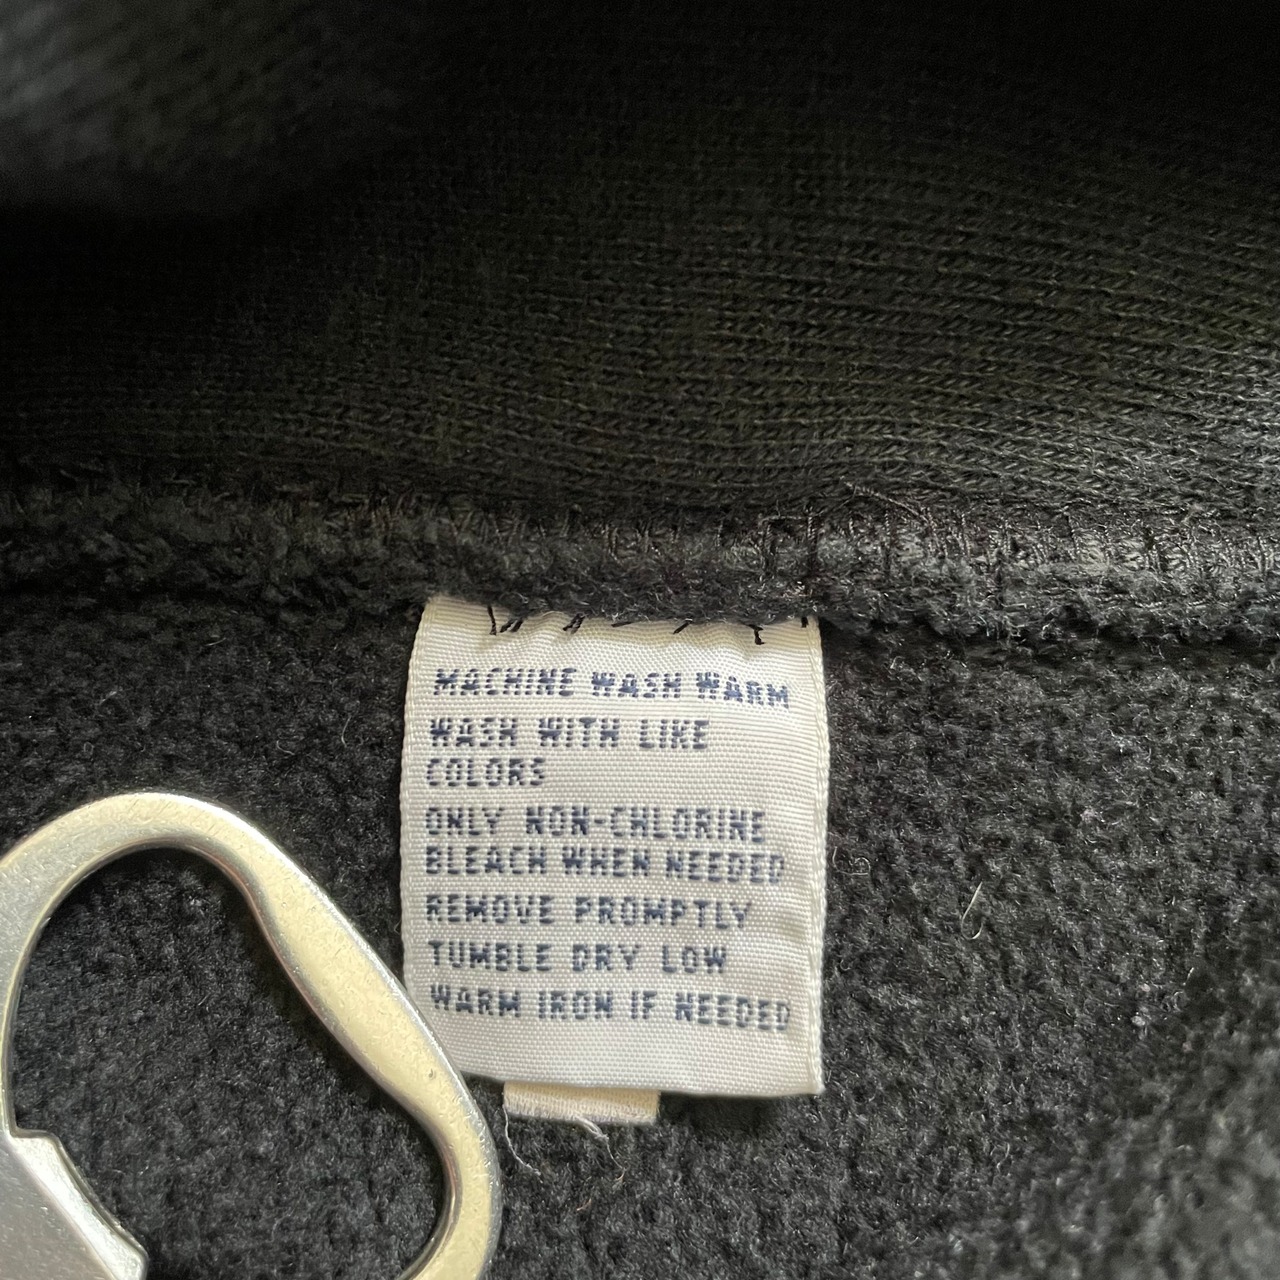 MACHINE WASH WARM
WASH WITH LIKE
COLORS
ONLY NON-CHLORINE
BLEACH WHEN NEEDED
REMOVE PROMPTLY
TUMBLE DRY LOW
WARM IRON IF NEEDED